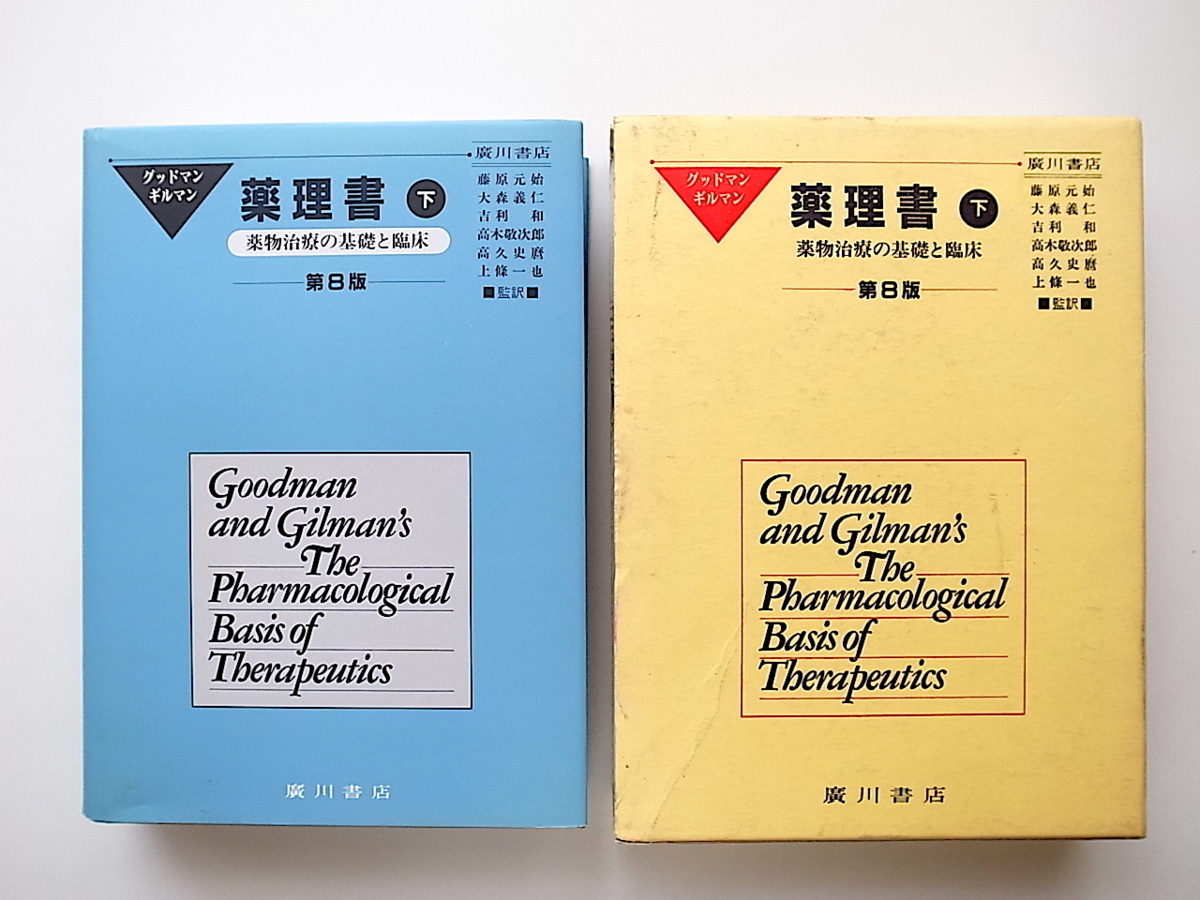 グッドマン
ギルマン
薬理書 下
薬物治療の基礎と臨床
第8版
廣川書店
藤原元始
大森義仁
吉利和
高木敬次郎
高久史麿
上條一也
■監訳■
Goodman
and Gilman's
The
Pharmacological
Basis of
Therapeutics
廣川書店
グッドマン
ギルマン
薬理書 下
薬物治療の基礎と臨床
第8版
廣川書店
藤原元始
大森義仁
吉利和
高木敬次郎
高久史麿
上條一也
■監訳■
Goodman
and Gilman's
The
Pharmacological
Basis of
Therapeutics
廣川書店